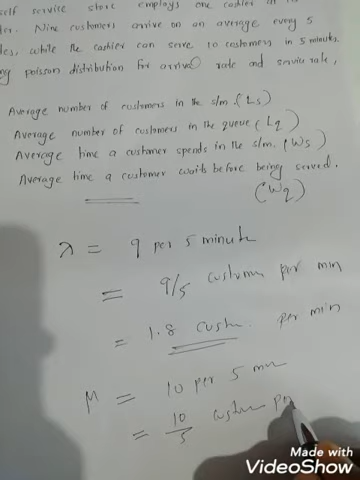 self service store employs one cashier at its
Nine customers arrive on an average every 5
while the cashier can serve 10 customers in 5 minute.
poisson distribution for arrival rate and service rate,
Average number of customers in the s/m. (Ls)
Average number of customers in the queue (Lq)
Average time a customer spends in the s/m. (Ws)
Average time a customer waits before being served.
(Wq)
λ = 9 per 5 minute
= 9/5 per min
= 1.8 per min
μ = 10 per 5
= 10/5
Made with
VideoShow